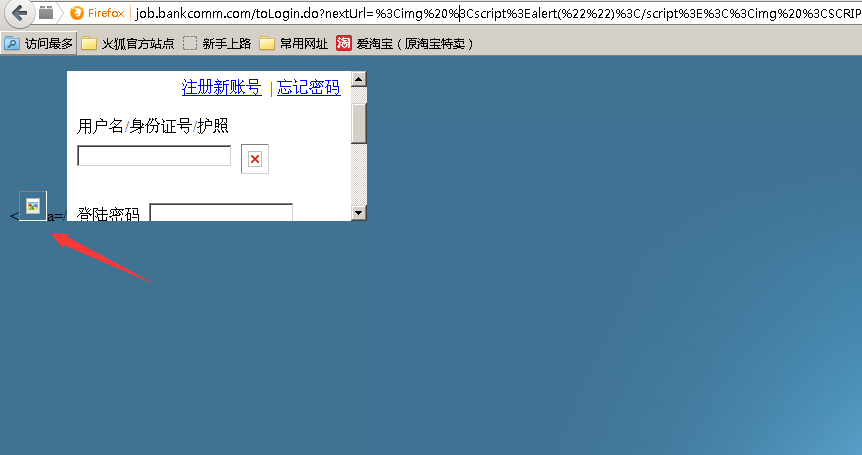 Firefox job.bankcomm.com/toLogin.do?nextUrl=%3Cimg%20%3Cscript%3Ealert(%22%22)%3C/script%3E%3C%3Cimg%20%3CSCRIP
访问最多 火狐官方站点 新手上路 常用网址 淘 爱淘宝（原淘宝特卖）
注册新账号 | 忘记密码
用户名/身份证号/护照
< a=/ 登陆密码